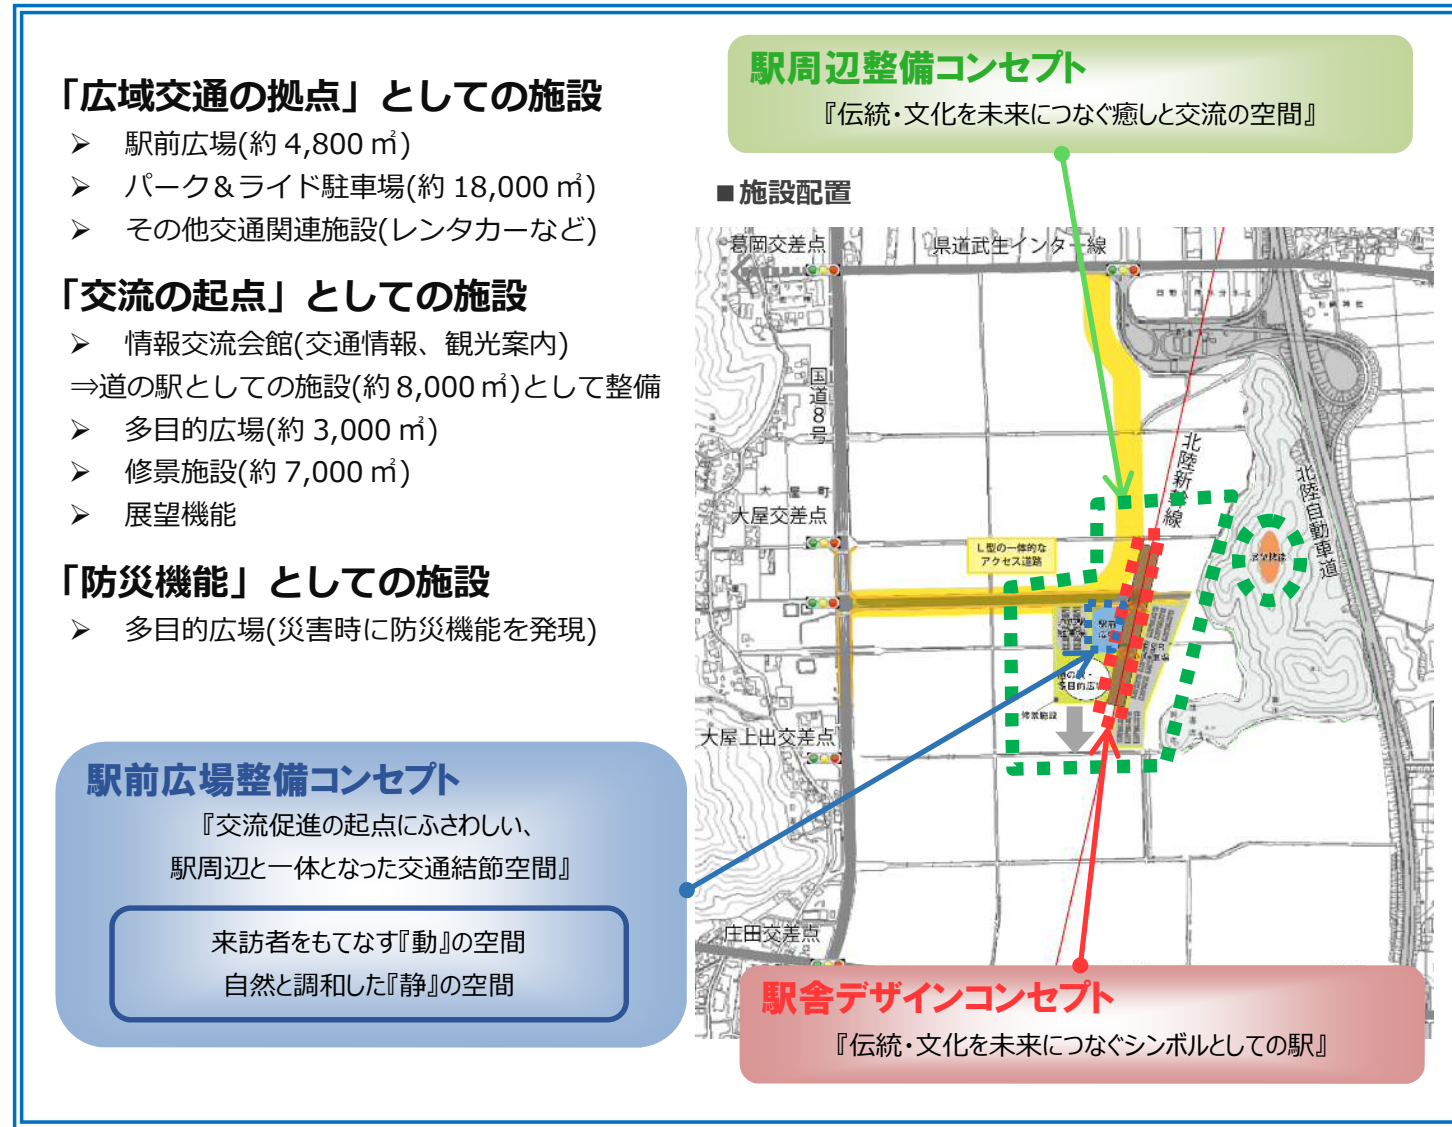 「広域交通の拠点」としての施設
➢ 駅前広場(約 4,800 ㎡)
➢ パーク＆ライド駐車場(約 18,000 ㎡)
➢ その他交通関連施設(レンタカーなど)
「交流の起点」としての施設
➢ 情報交流会館(交通情報、観光案内)
⇒道の駅としての施設(約 8,000 ㎡)として整備
➢ 多目的広場(約 3,000 ㎡)
➢ 修景施設(約 7,000 ㎡)
➢ 展望機能
「防災機能」としての施設
➢ 多目的広場(災害時に防災機能を発現)
駅前広場整備コンセプト
『交流促進の起点にふさわしい、
駅周辺と一体となった交通結節空間』
来訪者をもてなす『動』の空間
自然と調和した『静』の空間
駅周辺整備コンセプト
『伝統・文化を未来につなぐ癒しと交流の空間』
■施設配置
葛岡交差点
県道武生インター線
国道8号
北陸新幹線
北陸自動車道
大屋町
大屋交差点
L型の一体的な
アクセス道路
展望機能
駅前
多目的広場
修景施設
大屋上出交差点
庄田交差点
駅舎デザインコンセプト
『伝統・文化を未来につなぐシンボルとしての駅』